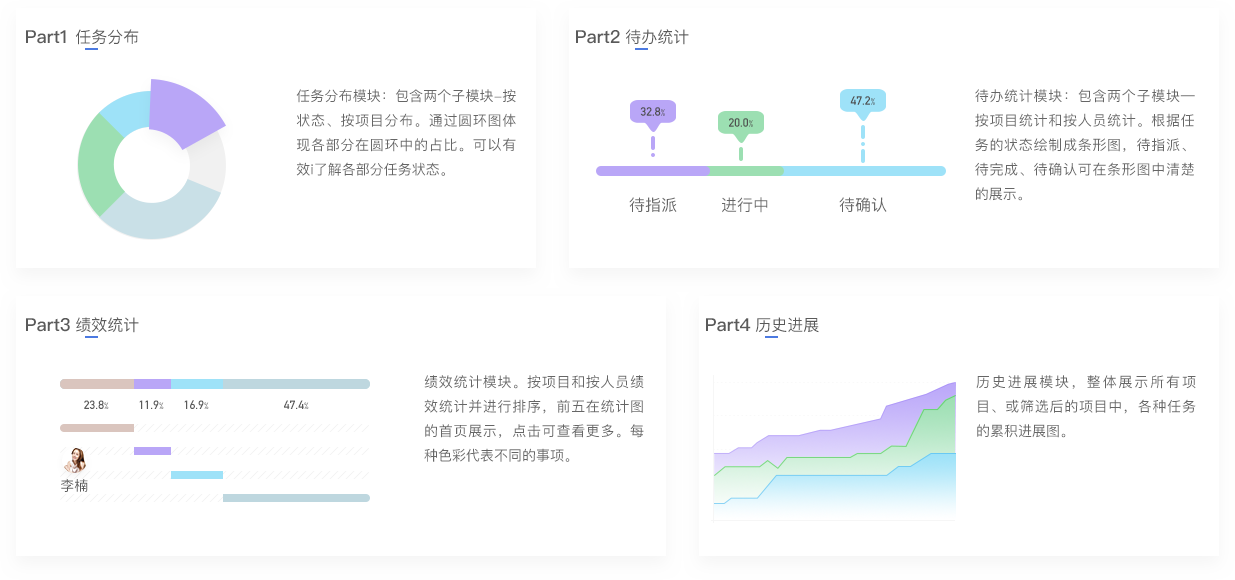 Part1 任务分布
任务分布模块：包含两个子模块–按
状态、按项目分布。通过圆环图体
现各部分在圆环中的占比。可以有
效i了解各部分任务状态。
Part2 待办统计
32.8%
20.0%
47.2%
待指派
进行中
待确认
待办统计模块：包含两个子模块—
按项目统计和按人员统计。根据任
务的状态绘制成条形图，待指派、
待完成、待确认可在条形图中清楚
的展示。
Part3 绩效统计
23.8%
11.9%
16.9%
47.4%
李楠
绩效统计模块。按项目和按人员绩
效统计并进行排序，前五在统计图
的首页展示，点击可查看更多。每
种色彩代表不同的事项。
Part4 历史进展
历史进展模块，整体展示所有项
目、或筛选后的项目中，各种任务
的累积进展图。